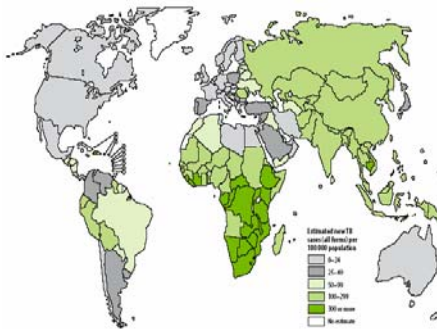 Estimated new TB
cases (all forms) per
100 000 population
0–24
25–49
50–99
100–299
300 or more
No estimate